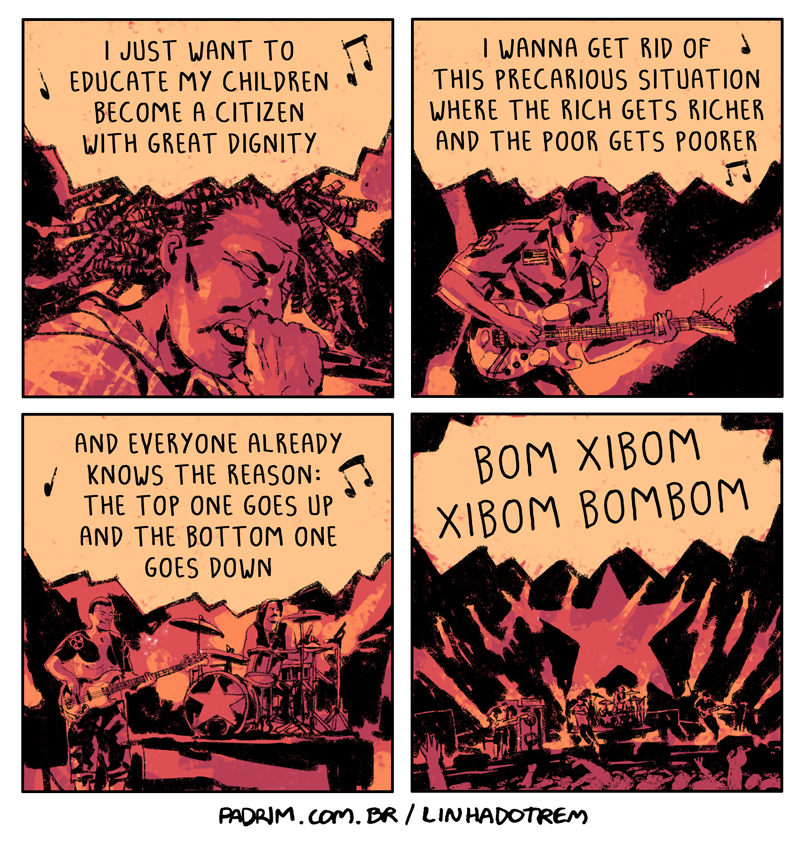 I JUST WANT TO
EDUCATE MY CHILDREN
BECOME A CITIZEN
WITH GREAT DIGNITY
I WANNA GET RID OF
THIS PRECARIOUS SITUATION
WHERE THE RICH GETS RICHER
AND THE POOR GETS POORER
AND EVERYONE ALREADY
KNOWS THE REASON:
THE TOP ONE GOES UP
AND THE BOTTOM ONE
GOES DOWN
BOM XIBOM
XIBOM BOMBOM
PADRIM.COM.BR / LINHADOTREM